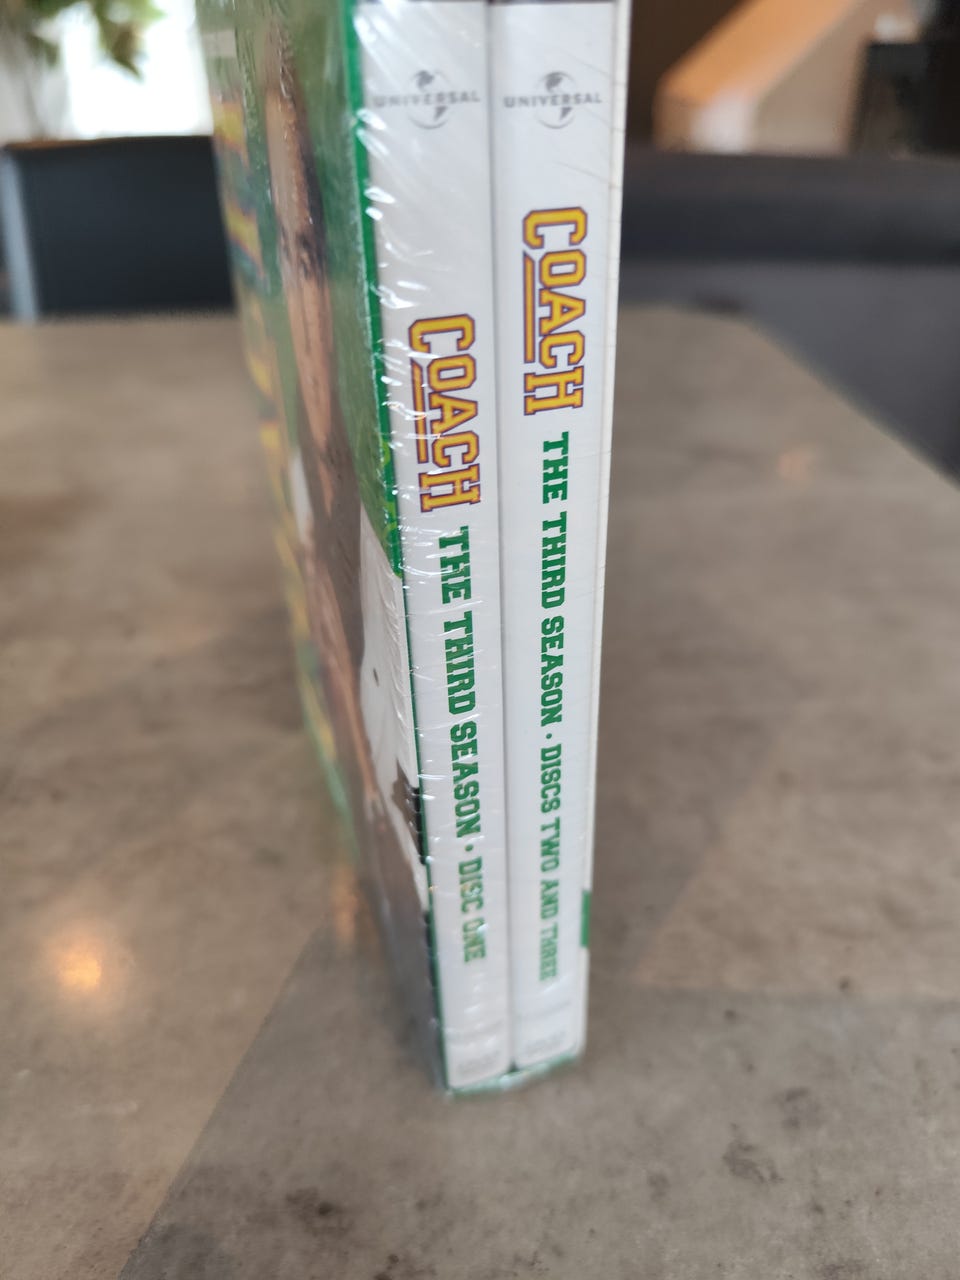 UNIVERSAL
COACH
THE THIRD SEASON · DISC ONE
UNIVERSAL
COACH
THE THIRD SEASON · DISCS TWO AND THREE